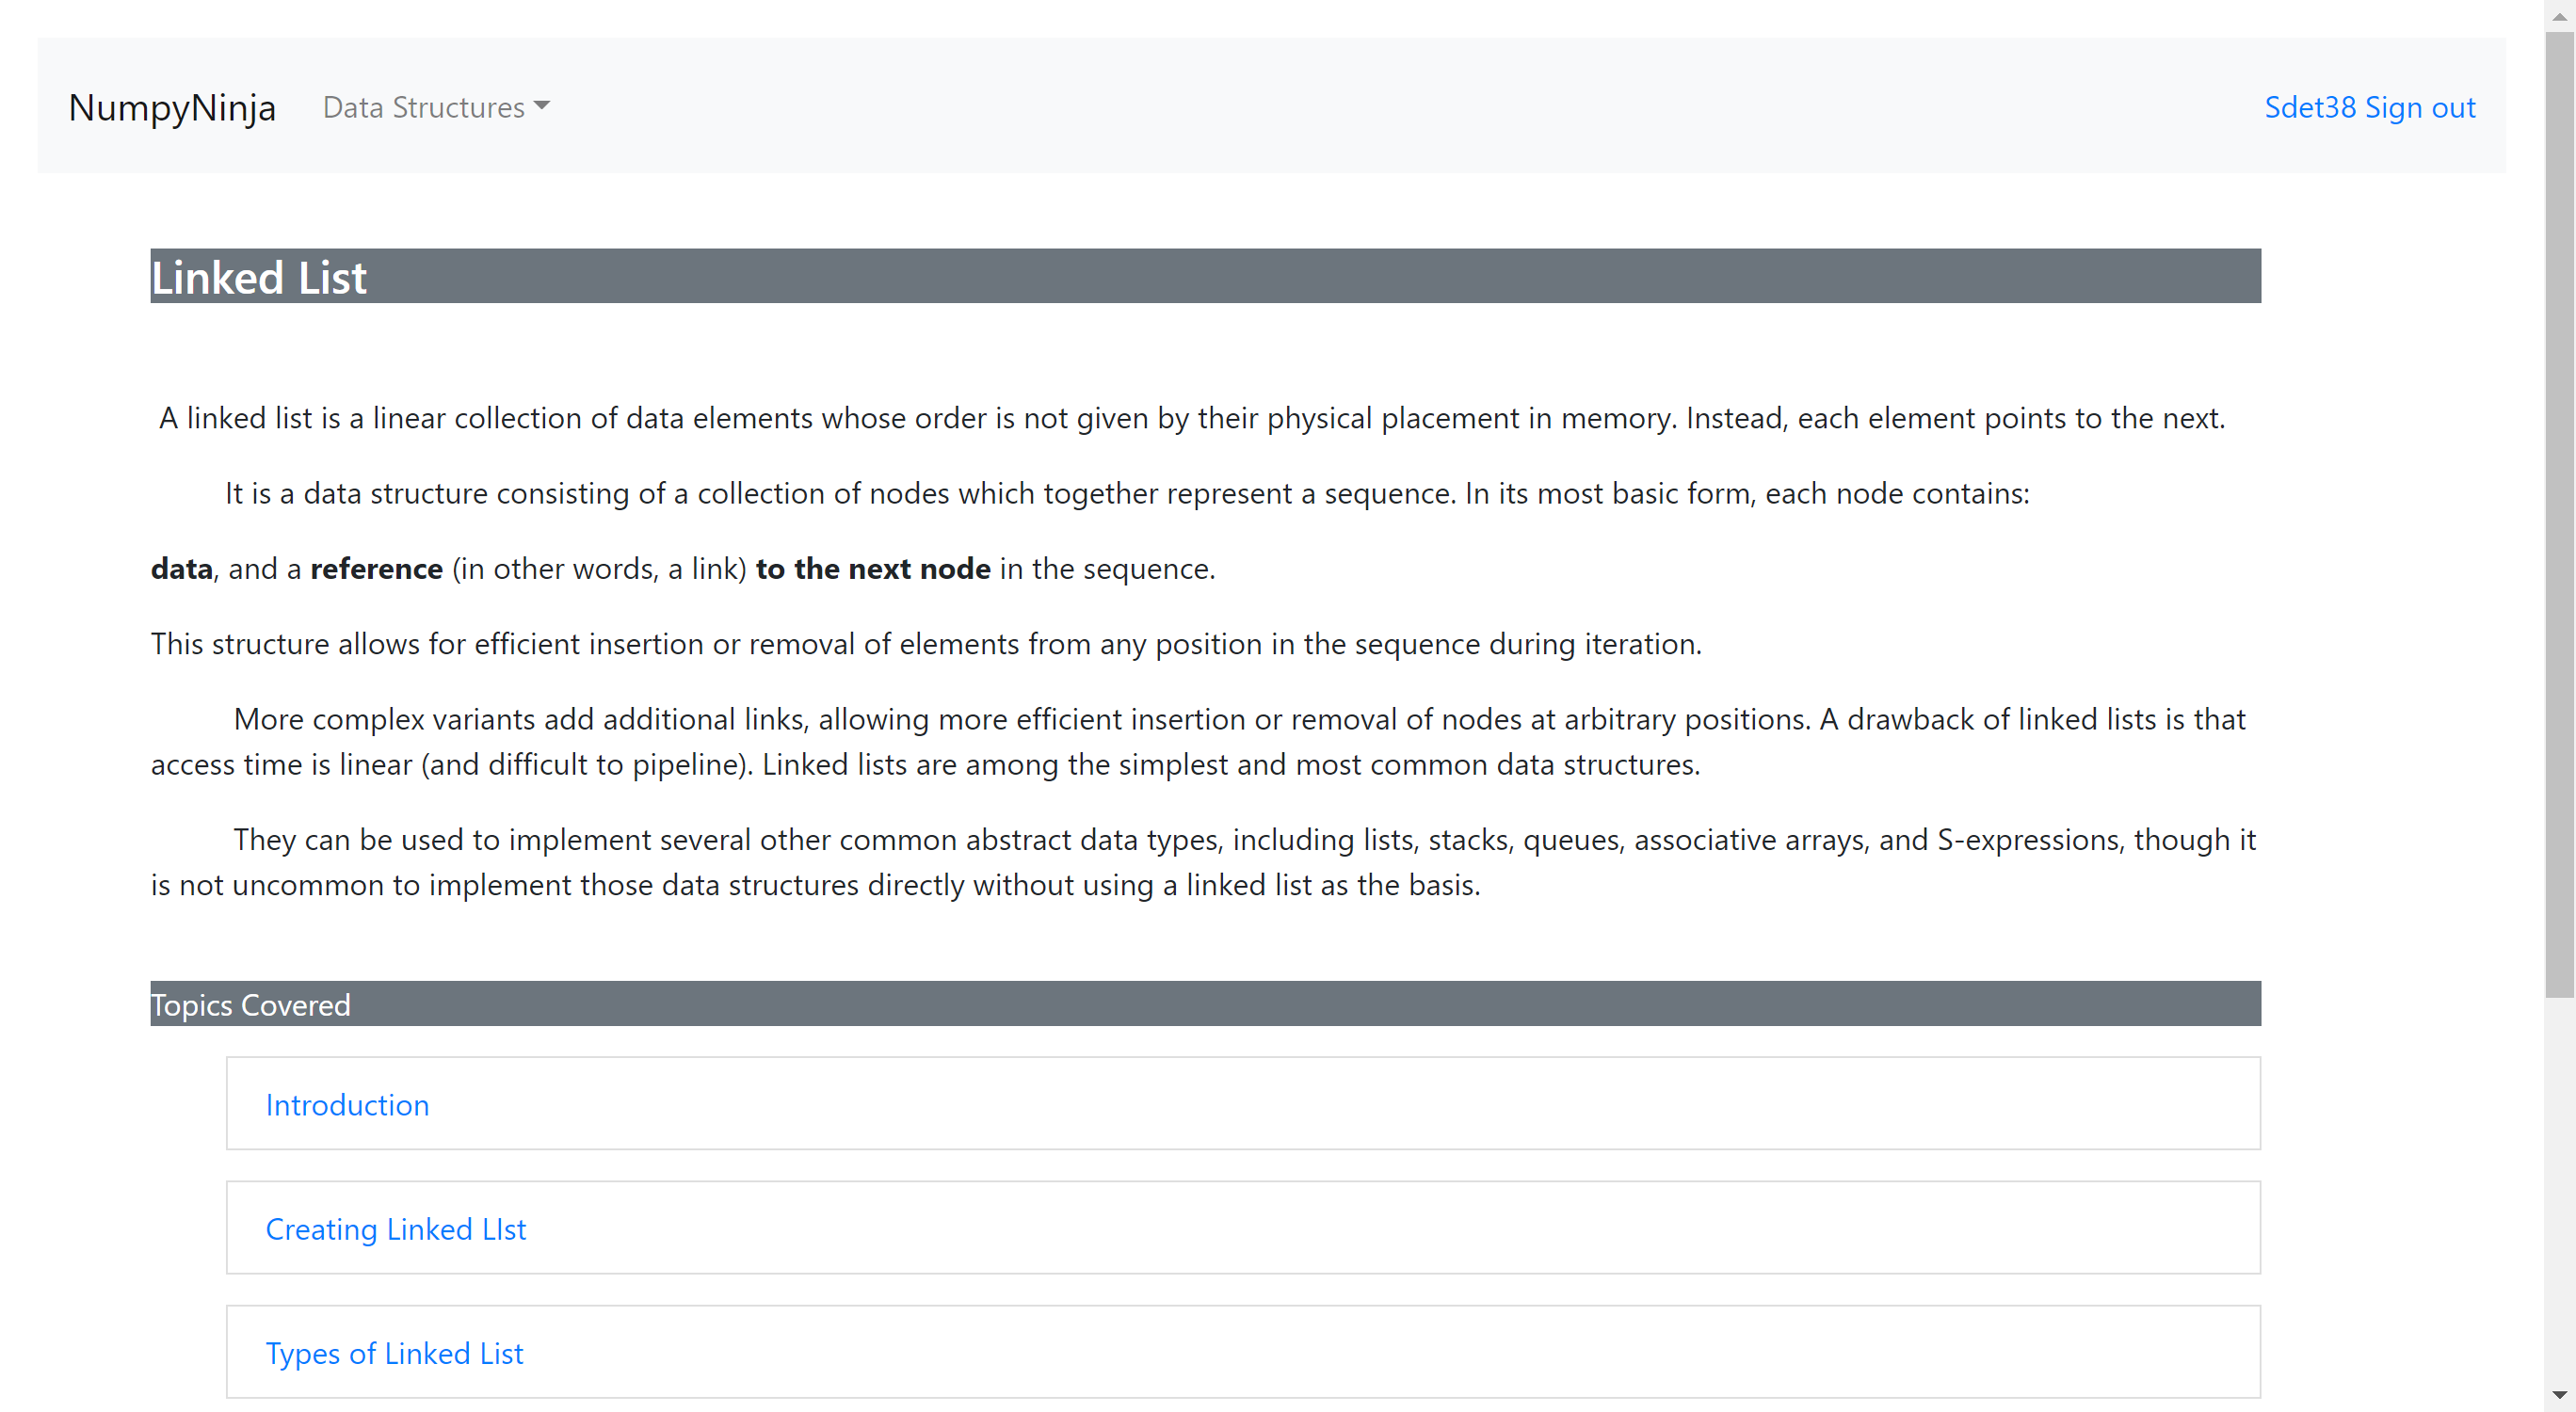 NumpyNinja Data Structures Sdet38 Sign out
Linked List
A linked list is a linear collection of data elements whose order is not given by their physical placement in memory. Instead, each element points to the next.
It is a data structure consisting of a collection of nodes which together represent a sequence. In its most basic form, each node contains:
data, and a reference (in other words, a link) to the next node in the sequence.
This structure allows for efficient insertion or removal of elements from any position in the sequence during iteration.
More complex variants add additional links, allowing more efficient insertion or removal of nodes at arbitrary positions. A drawback of linked lists is that
access time is linear (and difficult to pipeline). Linked lists are among the simplest and most common data structures.
They can be used to implement several other common abstract data types, including lists, stacks, queues, associative arrays, and S-expressions, though it
is not uncommon to implement those data structures directly without using a linked list as the basis.
Topics Covered
Introduction
Creating Linked LIst
Types of Linked List